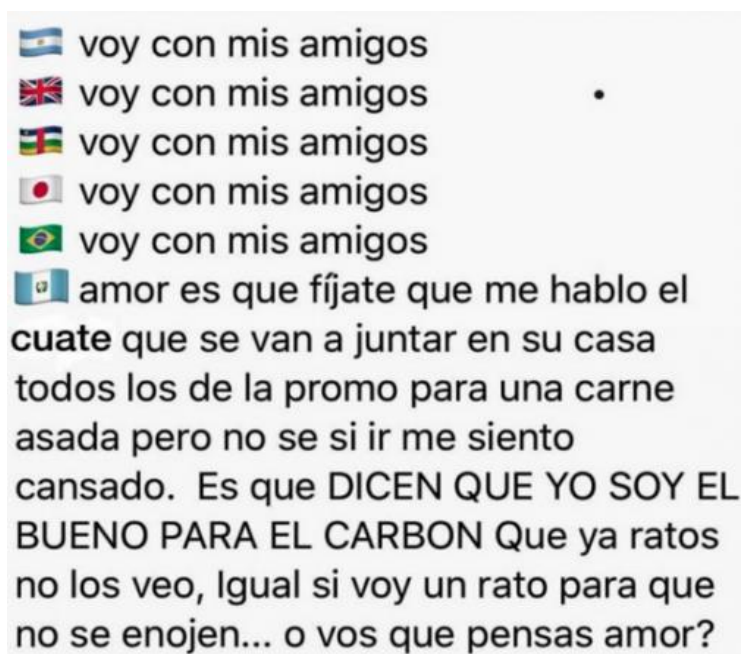 🇦🇷 voy con mis amigos
🇬🇧 voy con mis amigos
🇨🇫 voy con mis amigos
🇯🇵 voy con mis amigos
🇧🇷 voy con mis amigos
🇬🇹 amor es que fíjate que me hablo el
cuate que se van a juntar en su casa
todos los de la promo para una carne
asada pero no se si ir me siento
cansado. Es que DICEN QUE YO SOY EL
BUENO PARA EL CARBON Que ya ratos
no los veo, Igual si voy un rato para que
no se enojen... o vos que pensas amor?